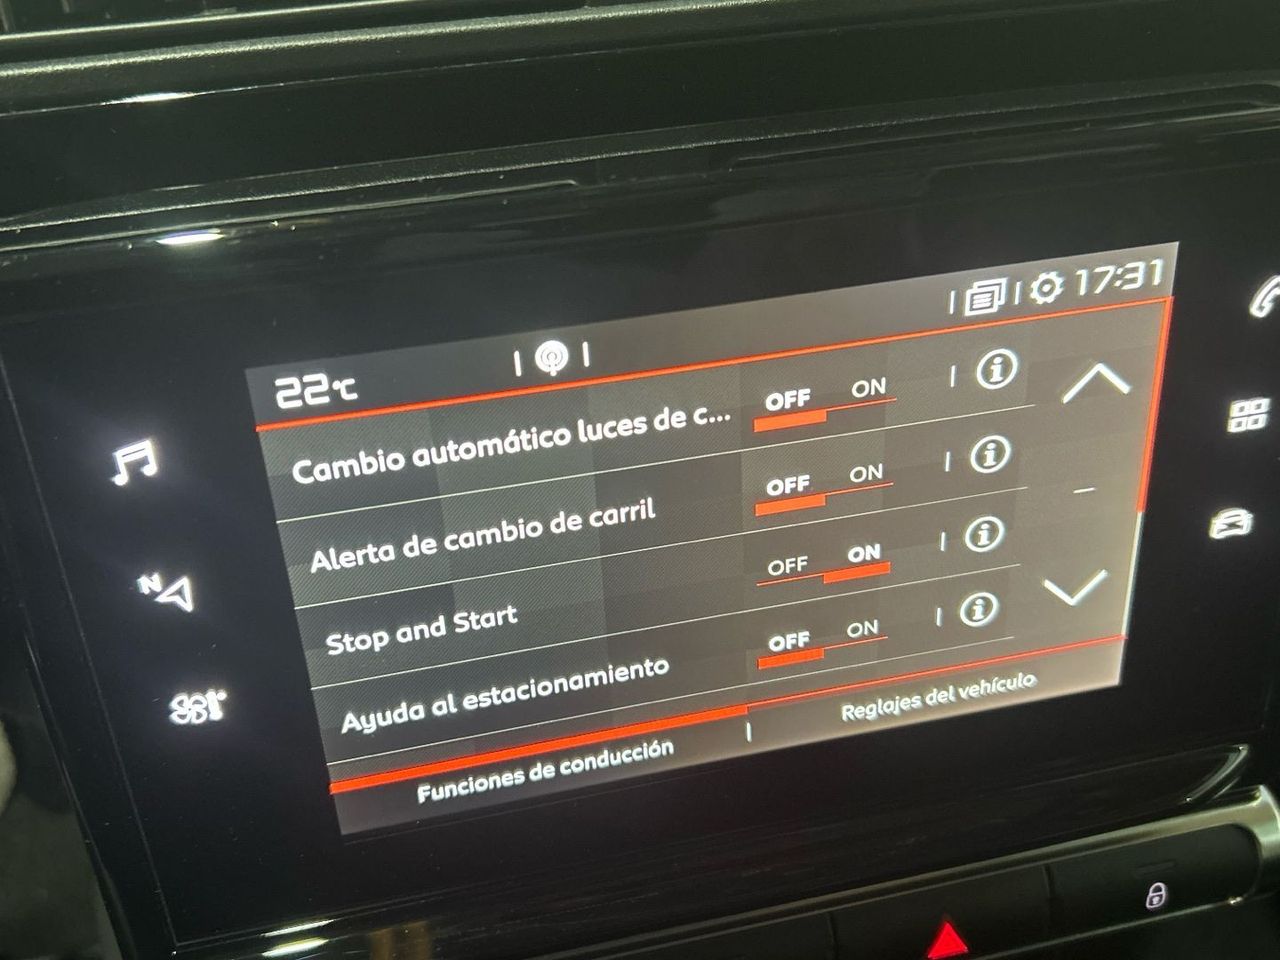 22°C
17:31
Cambio automático luces de c... OFF ON
Alerta de cambio de carril OFF ON
Stop and Start OFF ON
Ayuda al estacionamiento OFF ON
Funciones de conducción
Reglajes del vehículo
N